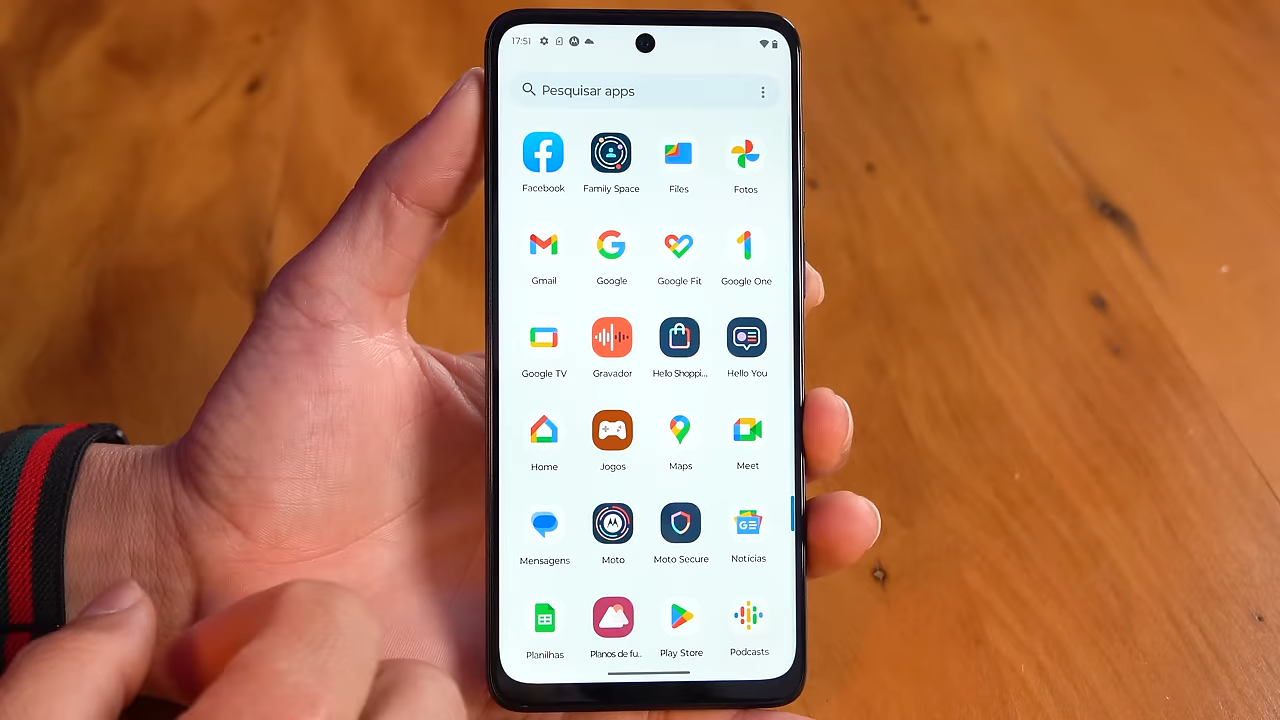 17:51
Pesquisar apps
Facebook Family Space Files Fotos
Gmail Google Google Fit Google One
Google TV Gravador Hello Shoppi... Hello You
Home Jogos Maps Meet
Mensagens Moto Moto Secure Notícias
Planilhas Planos de fu... Play Store Podcasts